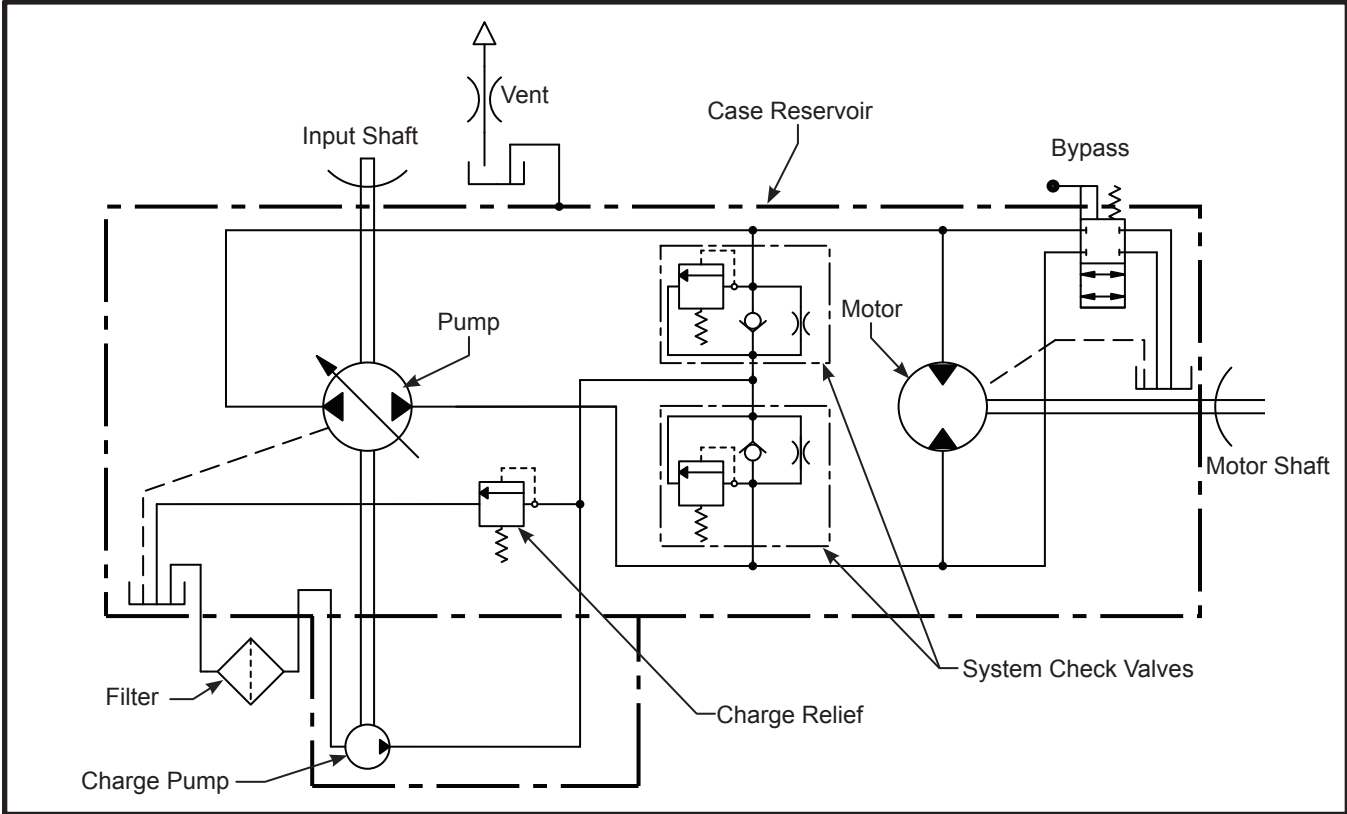 Vent
Case Reservoir
Input Shaft
Bypass
Pump
Motor
Motor Shaft
System Check Valves
Filter
Charge Relief
Charge Pump